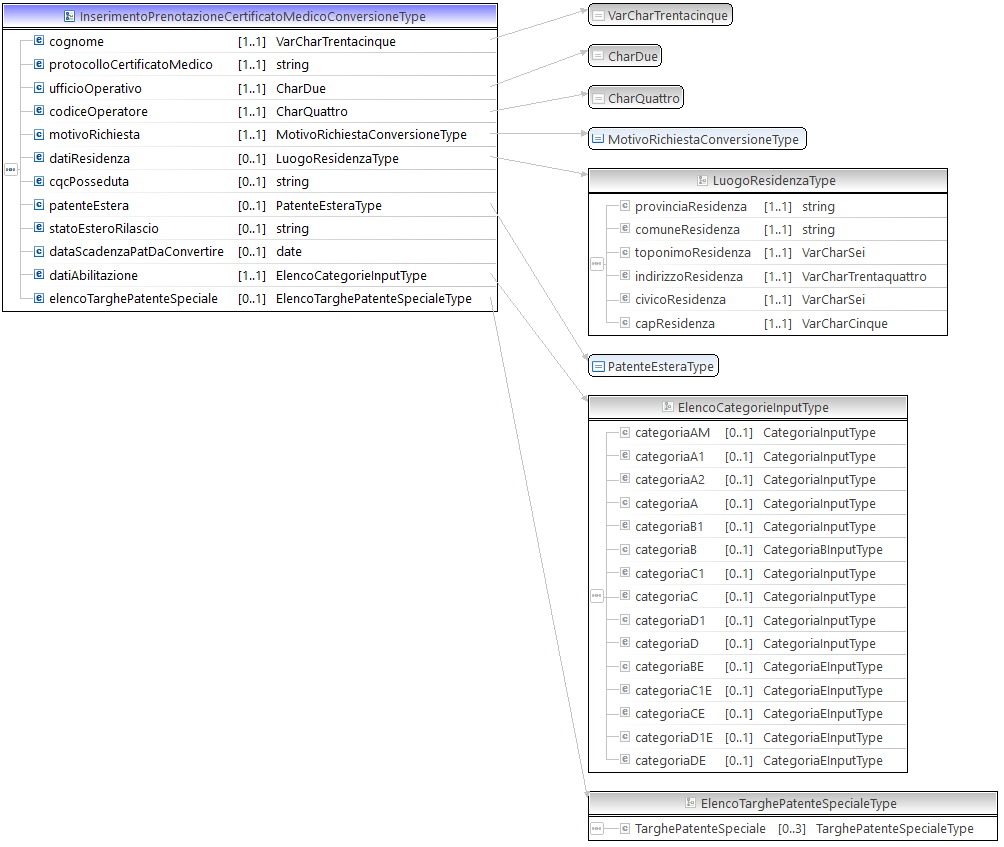 InserimentoPrenotazioneCertificatoMedicoConversioneType
cognome [1..1] VarCharTrentacinque
protocolloCertificatoMedico [1..1] string
ufficioOperativo [1..1] CharDue
codiceOperatore [1..1] CharQuattro
motivoRichiesta [1..1] MotivoRichiestaConversioneType
datiResidenza [0..1] LuogoResidenzaType
cqcPosseduta [0..1] string
patenteEstera [0..1] PatenteEsteraType
statoEsteroRilascio [0..1] string
dataScadenzaPatDaConvertire [0..1] date
datiAbilitazione [1..1] ElencoCategorieInputType
elencoTarghePatenteSpeciale [0..1] ElencoTarghePatenteSpecialeType
VarCharTrentacinque
CharDue
CharQuattro
MotivoRichiestaConversioneType
LuogoResidenzaType
provinciaResidenza [1..1] string
comuneResidenza [1..1] string
toponimoResidenza [1..1] VarCharSei
indirizzoResidenza [1..1] VarCharTrentaquattro
civicoResidenza [1..1] VarCharSei
capResidenza [1..1] VarCharCinque
PatenteEsteraType
ElencoCategorieInputType
categoriaAM [0..1] CategoriaInputType
categoriaA1 [0..1] CategoriaInputType
categoriaA2 [0..1] CategoriaInputType
categoriaA [0..1] CategoriaInputType
categoriaB1 [0..1] CategoriaInputType
categoriaB [0..1] CategoriaBInputType
categoriaC1 [0..1] CategoriaInputType
categoriaC [0..1] CategoriaInputType
categoriaD1 [0..1] CategoriaInputType
categoriaD [0..1] CategoriaInputType
categoriaBE [0..1] CategoriaEInputType
categoriaC1E [0..1] CategoriaEInputType
categoriaCE [0..1] CategoriaEInputType
categoriaD1E [0..1] CategoriaEInputType
categoriaDE [0..1] CategoriaEInputType
ElencoTarghePatenteSpecialeType
TarghePatenteSpeciale [0..3] TarghePatenteSpecialeType